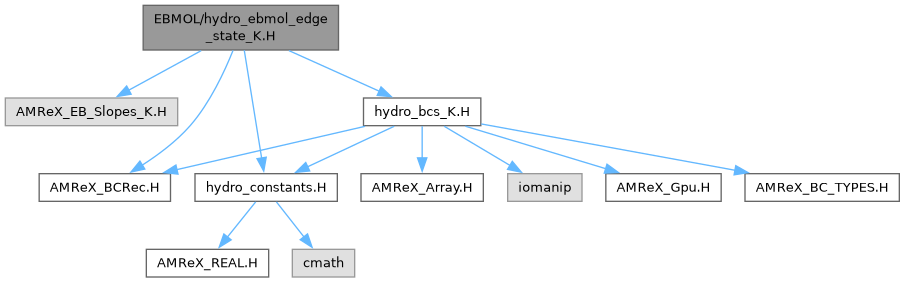 EBMOL/hydro_ebmol_edge
_state_K.H
AMReX_EB_Slopes_K.H
hydro_bcs_K.H
AMReX_BCRec.H
hydro_constants.H
AMReX_Array.H
iomanip
AMReX_Gpu.H
AMReX_BC_TYPES.H
AMReX_REAL.H
cmath